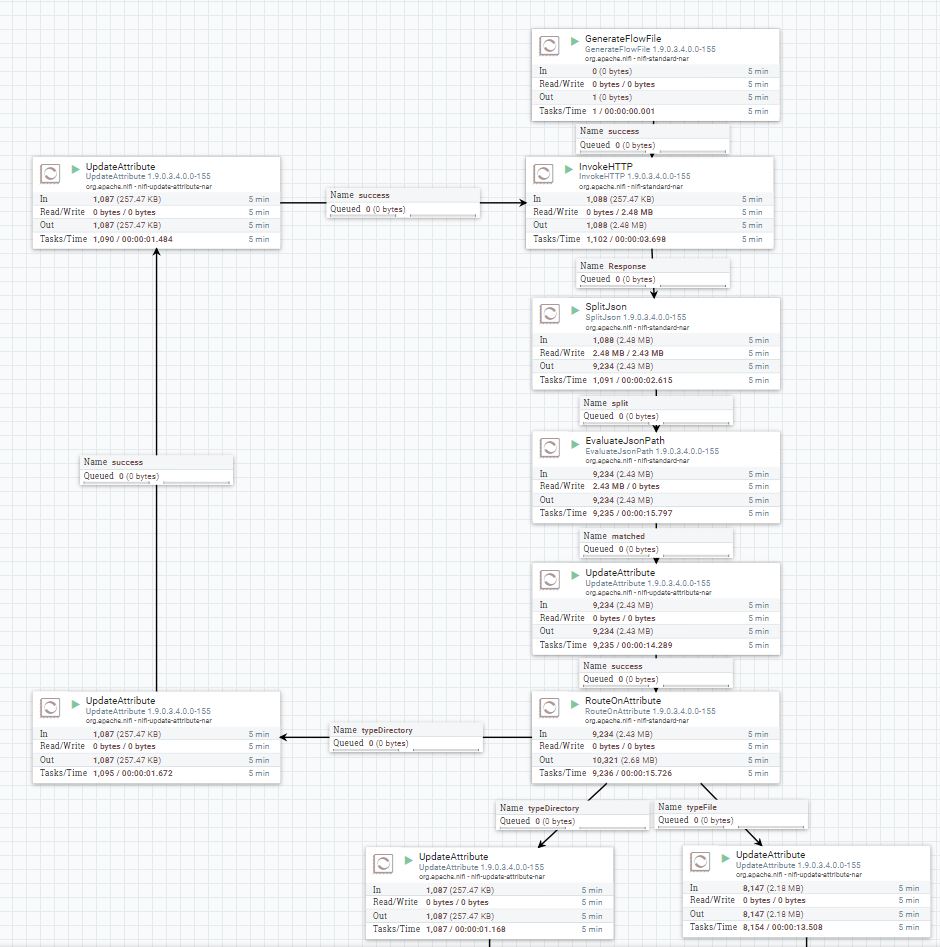 GenerateFlowFile
GenerateFlowFile 1.9.0.3.4.0.0-155
org.apache.nifi - nifi-standard-nar
In 0 (0 bytes) 5 min
Read/Write 0 bytes / 0 bytes 5 min
Out 1 (0 bytes) 5 min
Tasks/Time 1 / 00:00:00.001 5 min
Name success
Queued 0 (0 bytes)
UpdateAttribute
UpdateAttribute 1.9.0.3.4.0.0-155
org.apache.nifi - nifi-update-attribute-nar
In 1,087 (257.47 KB) 5 min
Read/Write 0 bytes / 0 bytes 5 min
Out 1,087 (257.47 KB) 5 min
Tasks/Time 1,090 / 00:00:01.484 5 min
Name success
Queued 0 (0 bytes)
InvokeHTTP
InvokeHTTP 1.9.0.3.4.0.0-155
org.apache.nifi - nifi-standard-nar
In 1,088 (257.47 KB) 5 min
Read/Write 0 bytes / 2.48 MB 5 min
Out 1,088 (2.48 MB) 5 min
Tasks/Time 1,102 / 00:00:03.698 5 min
Name Response
Queued 0 (0 bytes)
SplitJson
SplitJson 1.9.0.3.4.0.0-155
org.apache.nifi - nifi-standard-nar
In 1,088 (2.48 MB) 5 min
Read/Write 2.48 MB / 2.43 MB 5 min
Out 9,234 (2.43 MB) 5 min
Tasks/Time 1,091 / 00:00:02.615 5 min
Name split
Queued 0 (0 bytes)
EvaluateJsonPath
EvaluateJsonPath 1.9.0.3.4.0.0-155
org.apache.nifi - nifi-standard-nar
In 9,234 (2.43 MB) 5 min
Read/Write 2.43 MB / 0 bytes 5 min
Out 9,234 (2.43 MB) 5 min
Tasks/Time 9,235 / 00:00:15.797 5 min
Name success
Queued 0 (0 bytes)
Name matched
Queued 0 (0 bytes)
UpdateAttribute
UpdateAttribute 1.9.0.3.4.0.0-155
org.apache.nifi - nifi-update-attribute-nar
In 9,234 (2.43 MB) 5 min
Read/Write 0 bytes / 0 bytes 5 min
Out 9,234 (2.43 MB) 5 min
Tasks/Time 9,235 / 00:00:14.289 5 min
Name success
Queued 0 (0 bytes)
UpdateAttribute
UpdateAttribute 1.9.0.3.4.0.0-155
org.apache.nifi - nifi-update-attribute-nar
In 1,087 (257.47 KB) 5 min
Read/Write 0 bytes / 0 bytes 5 min
Out 1,087 (257.47 KB) 5 min
Tasks/Time 1,095 / 00:00:01.672 5 min
Name typeDirectory
Queued 0 (0 bytes)
RouteOnAttribute
RouteOnAttribute 1.9.0.3.4.0.0-155
org.apache.nifi - nifi-standard-nar
In 9,234 (2.43 MB) 5 min
Read/Write 0 bytes / 0 bytes 5 min
Out 10,321 (2.68 MB) 5 min
Tasks/Time 9,236 / 00:00:15.726 5 min
Name typeDirectory
Queued 0 (0 bytes)
Name typeFile
Queued 0 (0 bytes)
UpdateAttribute
UpdateAttribute 1.9.0.3.4.0.0-155
org.apache.nifi - nifi-update-attribute-nar
In 1,087 (257.47 KB) 5 min
Read/Write 0 bytes / 0 bytes 5 min
Out 1,087 (257.47 KB) 5 min
Tasks/Time 1,087 / 00:00:01.168 5 min
UpdateAttribute
UpdateAttribute 1.9.0.3.4.0.0-155
org.apache.nifi - nifi-update-attribute-nar
In 8,147 (2.18 MB) 5 min
Read/Write 0 bytes / 0 bytes 5 min
Out 8,147 (2.18 MB) 5 min
Tasks/Time 8,154 / 00:00:13.508 5 min